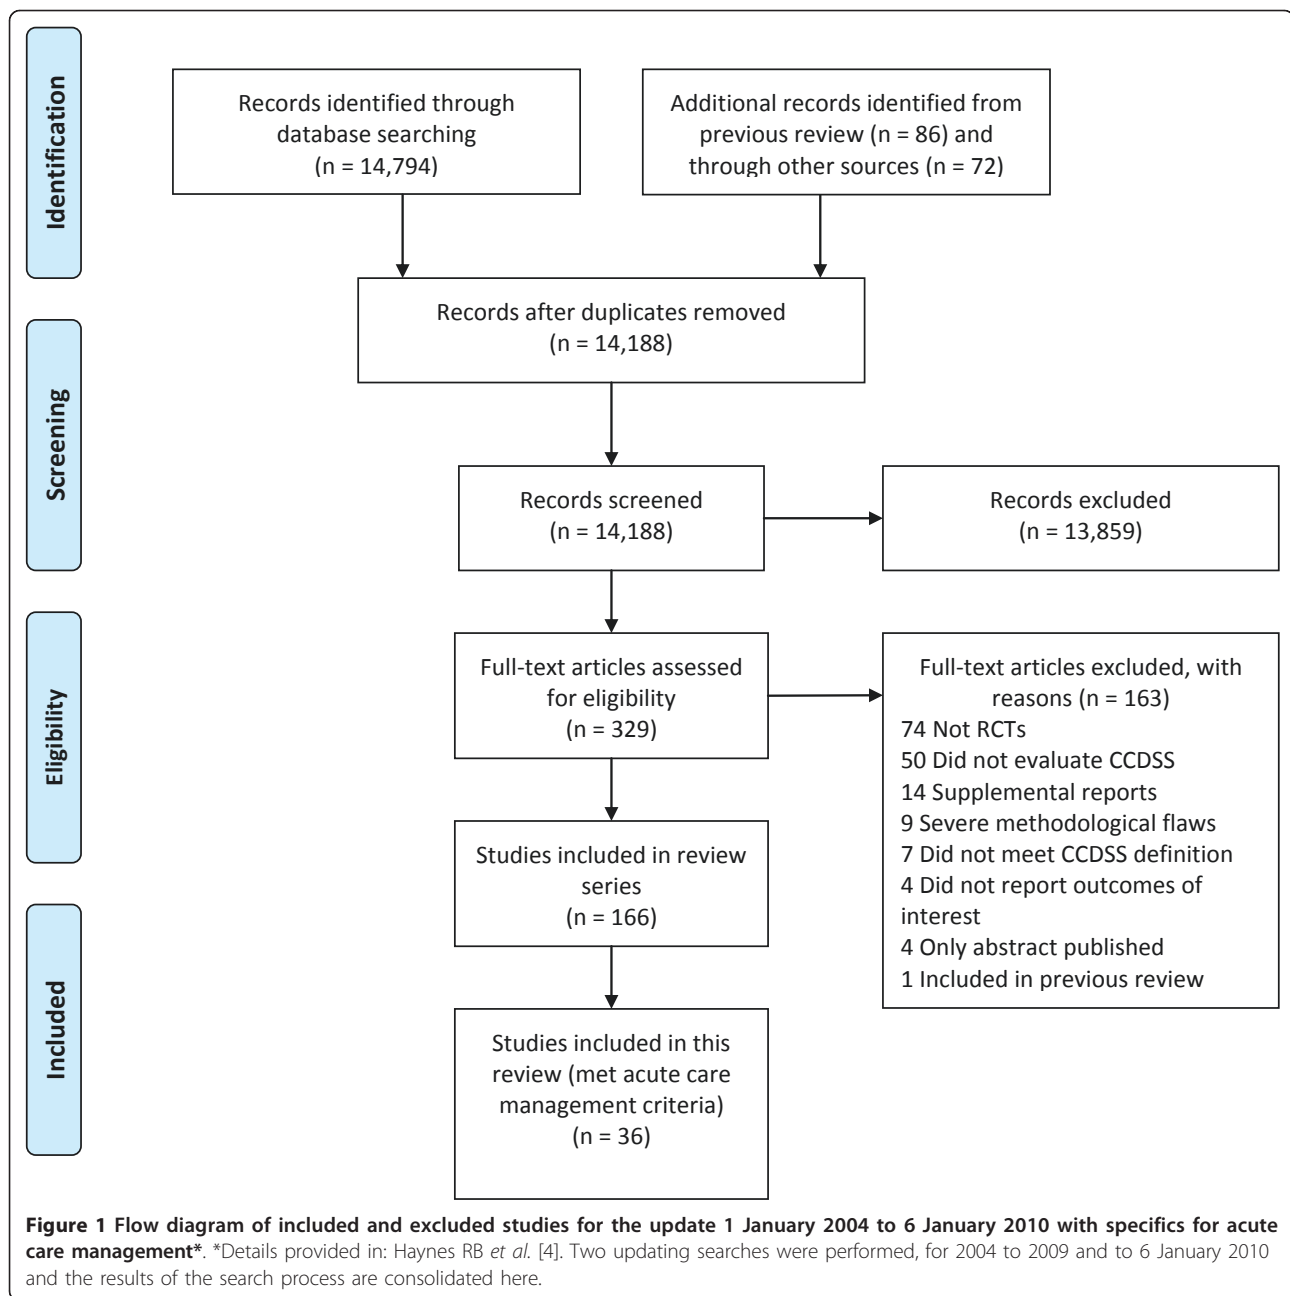 Identification
Records identified through
database searching
(n = 14,794)
Additional records identified from
previous review (n = 86) and
through other sources (n = 72)
Records after duplicates removed
(n = 14,188)
Screening
Records screened
(n = 14,188)
Records excluded
(n = 13,859)
Eligibility
Full-text articles assessed
for eligibility
(n = 329)
Full-text articles excluded, with
reasons (n = 163)
74 Not RCTs
50 Did not evaluate CCDSS
14 Supplemental reports
9 Severe methodological flaws
7 Did not meet CCDSS definition
4 Did not report outcomes of
interest
4 Only abstract published
1 Included in previous review
Studies included in review
series
(n = 166)
Included
Studies included in this
review (met acute care
management criteria)
(n = 36)
Figure 1 Flow diagram of included and excluded studies for the update 1 January 2004 to 6 January 2010 with specifics for acute
care management*. *Details provided in: Haynes RB et al. [4]. Two updating searches were performed, for 2004 to 2009 and to 6 January 2010
and the results of the search process are consolidated here.